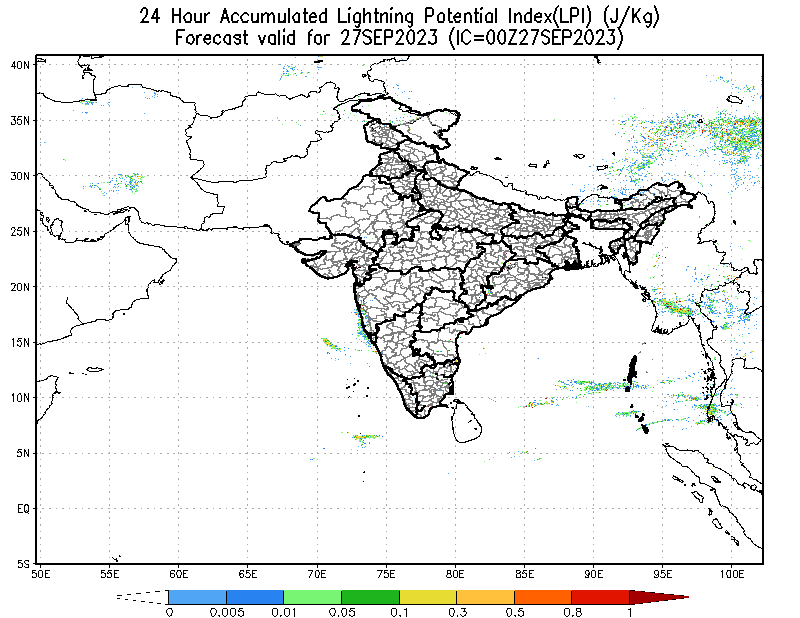 24 Hour Accumulated Lightning Potential Index(LPI) (J/Kg)
Forecast valid for 27SEP2023 (IC=00Z27SEP2023)
40N
35N
30N
25N
20N
15N
10N
5N
EQ
5S
50E 55E 60E 65E 70E 75E 80E 85E 90E 95E 100E
0 0.005 0.01 0.05 0.1 0.3 0.5 0.8 1